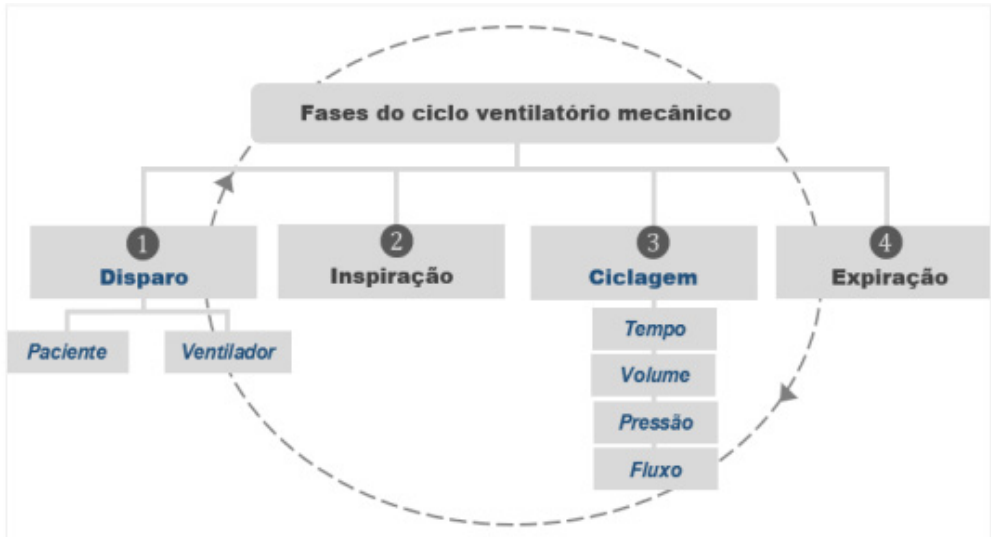 Fases do ciclo ventilatório mecânico
1
Disparo
Paciente
Ventilador
2
Inspiração
3
Ciclagem
Tempo
Volume
Pressão
Fluxo
4
Expiração